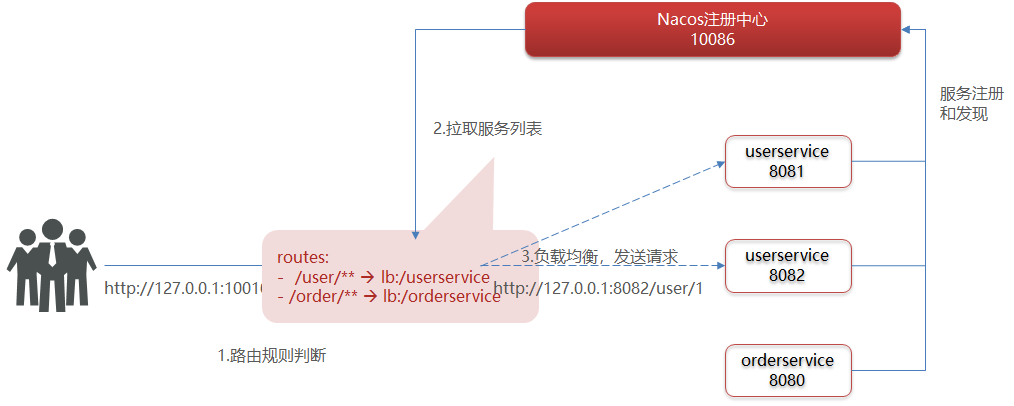 Nacos注册中心
10086
服务注册
和发现
2.拉取服务列表
userservice
8081
routes:
- /user/** → lb:/userservice
- /order/** → lb:/orderservice
3.负载均衡，发送请求
userservice
8082
http://127.0.0.1:10010
http://127.0.0.1:8082/user/1
1.路由规则判断
orderservice
8080